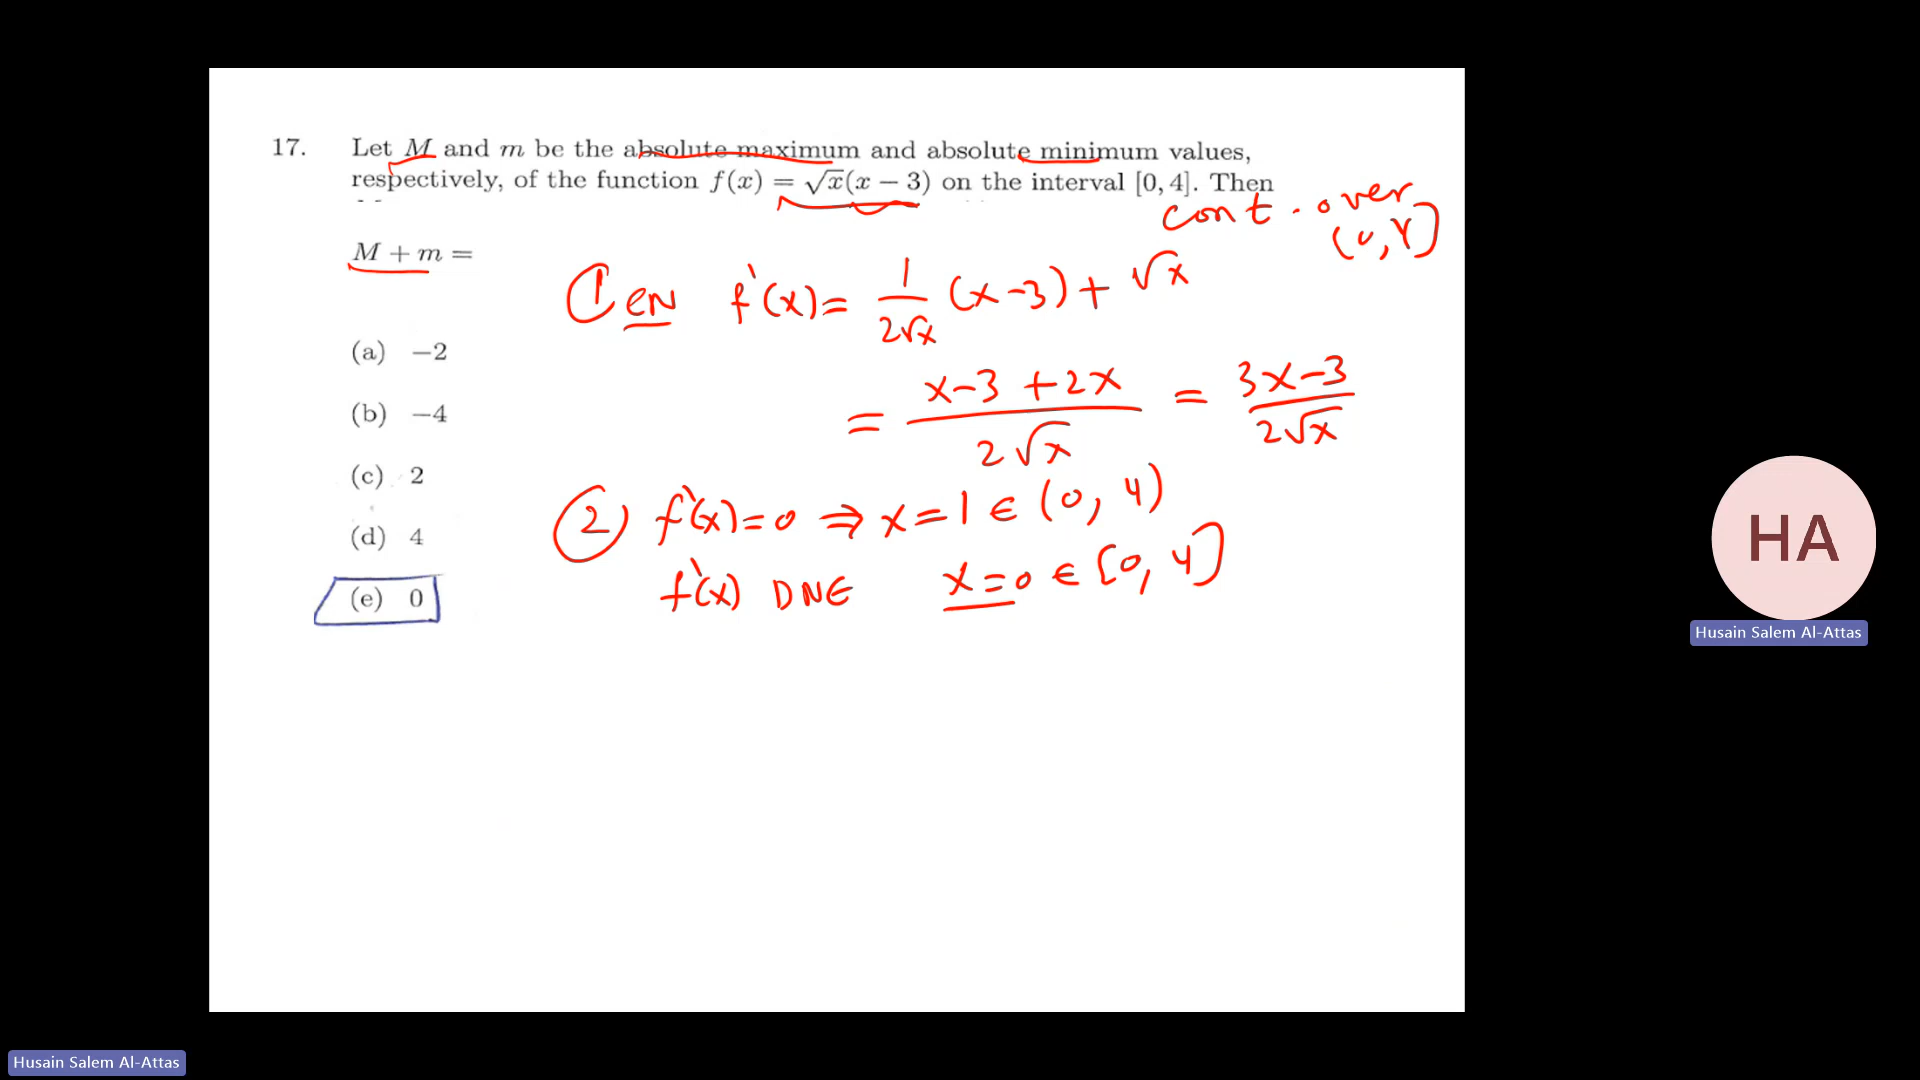 17. Let M and m be the absolute maximum and absolute minimum values,
respectively, of the function f(x) = √x(x − 3) on the interval [0, 4]. Then
cont. over
[0, 4]
M + m =
① CN f'(x) = 1/(2√x) (x-3) + √x
(a) −2
= (x-3+2x)/(2√x) = (3x-3)/(2√x)
(b) −4
(c) 2
② f'(x)=0 ⇒ x=1 ∈ (0, 4)
(d) 4
f'(x) DNE x=0 ∈ [0, 4]
(e) 0
HA
Husain Salem Al-Attas
Husain Salem Al-Attas